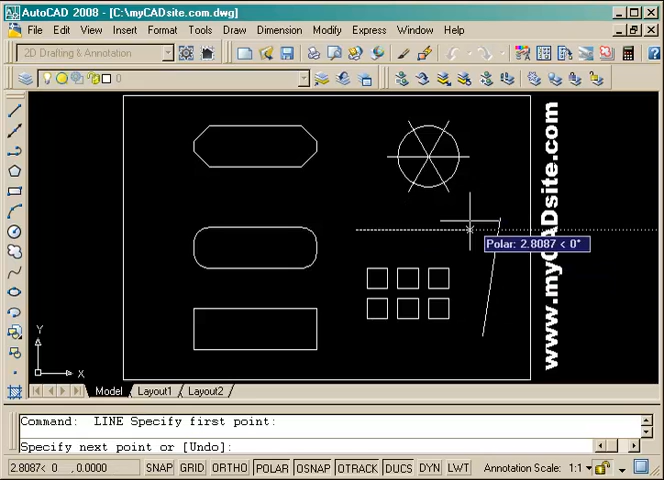 AutoCAD 2008 - [C:\myCADsite.com.dwg]
File Edit View Insert Format Tools Draw Dimension Modify Express Window Help
2D Drafting & Annotation
0
www.myCADsite.com
Polar: 2.8087 < 0°
Y
X
Model Layout1 Layout2
Command:  LINE Specify first point:
Specify next point or [Undo]:
2.8087< 0 , 0.0000 SNAP GRID ORTHO POLAR OSNAP OTRACK DUCS DYN LWT Annotation Scale: 1:1